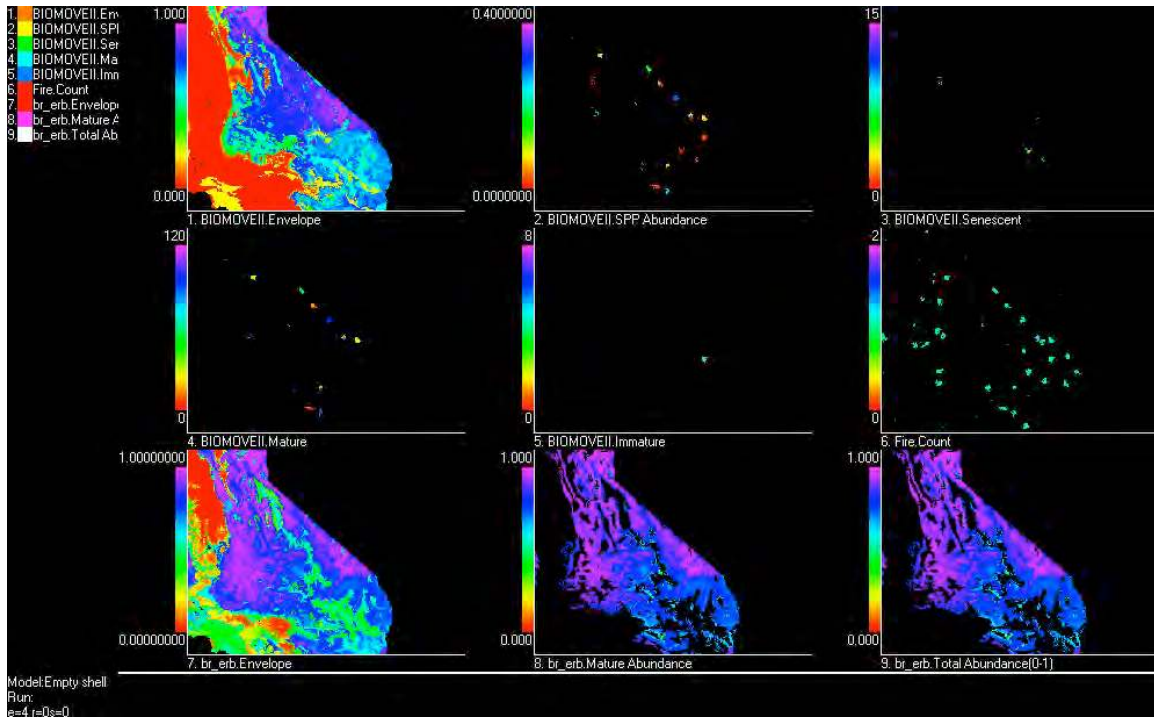 1. BIOMOVEII.Env
2. BIOMOVEII.SPI
3. BIOMOVEII.Ser
4. BIOMOVEII.Ma
5. BIOMOVEII.Imm
6. Fire.Count
7. br_erb.Envelope
8. br_erb.Mature A
9. br_erb.Total Ab
1.000
0.000
1. BIOMOVEII.Envelope
0.4000000
0.0000000
2. BIOMOVEII.SPP Abundance
15
0
3. BIOMOVEII.Senescent
120
0
4. BIOMOVEII.Mature
8
0
5. BIOMOVEII.Immature
2
0
6. Fire.Count
1.00000000
0.00000000
7. br_erb.Envelope
1.000
0.000
8. br_erb.Mature Abundance
1.000
0.000
9. br_erb.Total Abundance(0-1)
Model:Empty shell
Run:
e=4 r=0s=0